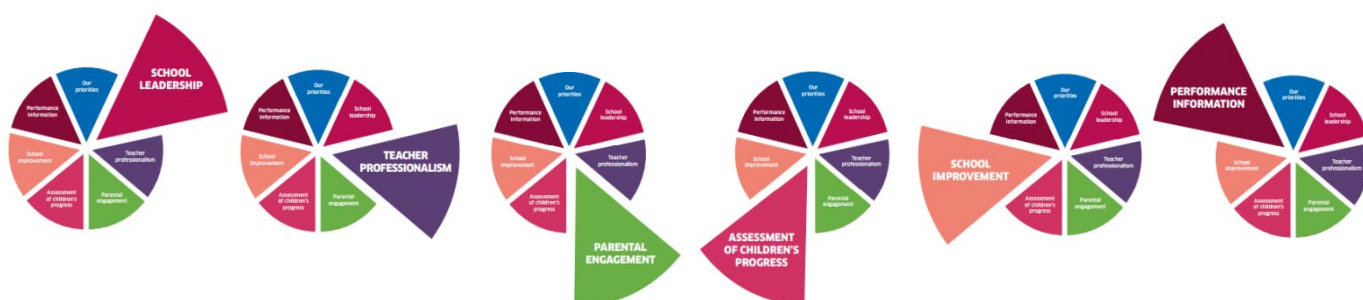 Our
priorities
SCHOOL
LEADERSHIP
Teacher
professionalism
Parental
engagement
Assessment
of children's
progress
School
improvement
Performance
information
Our
priorities
School
leadership
TEACHER
PROFESSIONALISM
Parental
engagement
Assessment
of children's
progress
School
improvement
Performance
information
Our
priorities
School
leadership
Teacher
professionalism
PARENTAL
ENGAGEMENT
Assessment
of children's
progress
School
improvement
Performance
information
Our
priorities
School
leadership
Teacher
professionalism
Parental
engagement
ASSESSMENT
OF CHILDREN'S
PROGRESS
School
improvement
Performance
information
Our
priorities
School
leadership
Teacher
professionalism
Parental
engagement
Assessment
of children's
progress
SCHOOL
IMPROVEMENT
Performance
information
Our
priorities
School
leadership
Teacher
professionalism
Parental
engagement
Assessment
of children's
progress
School
improvement
PERFORMANCE
INFORMATION